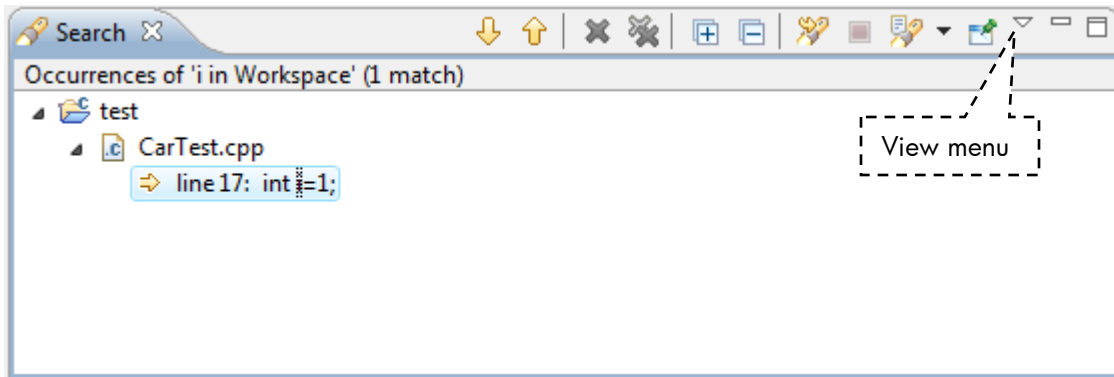 Search
Occurrences of 'i in Workspace' (1 match)
test
CarTest.cpp
line 17: int i=1;
View menu